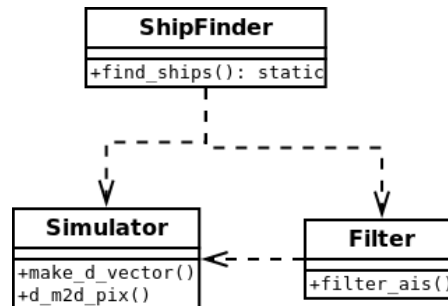 ShipFinder
+find_ships(): static
Simulator
+make_d_vector()
+d_m2d_pix()
Filter
+filter_ais()